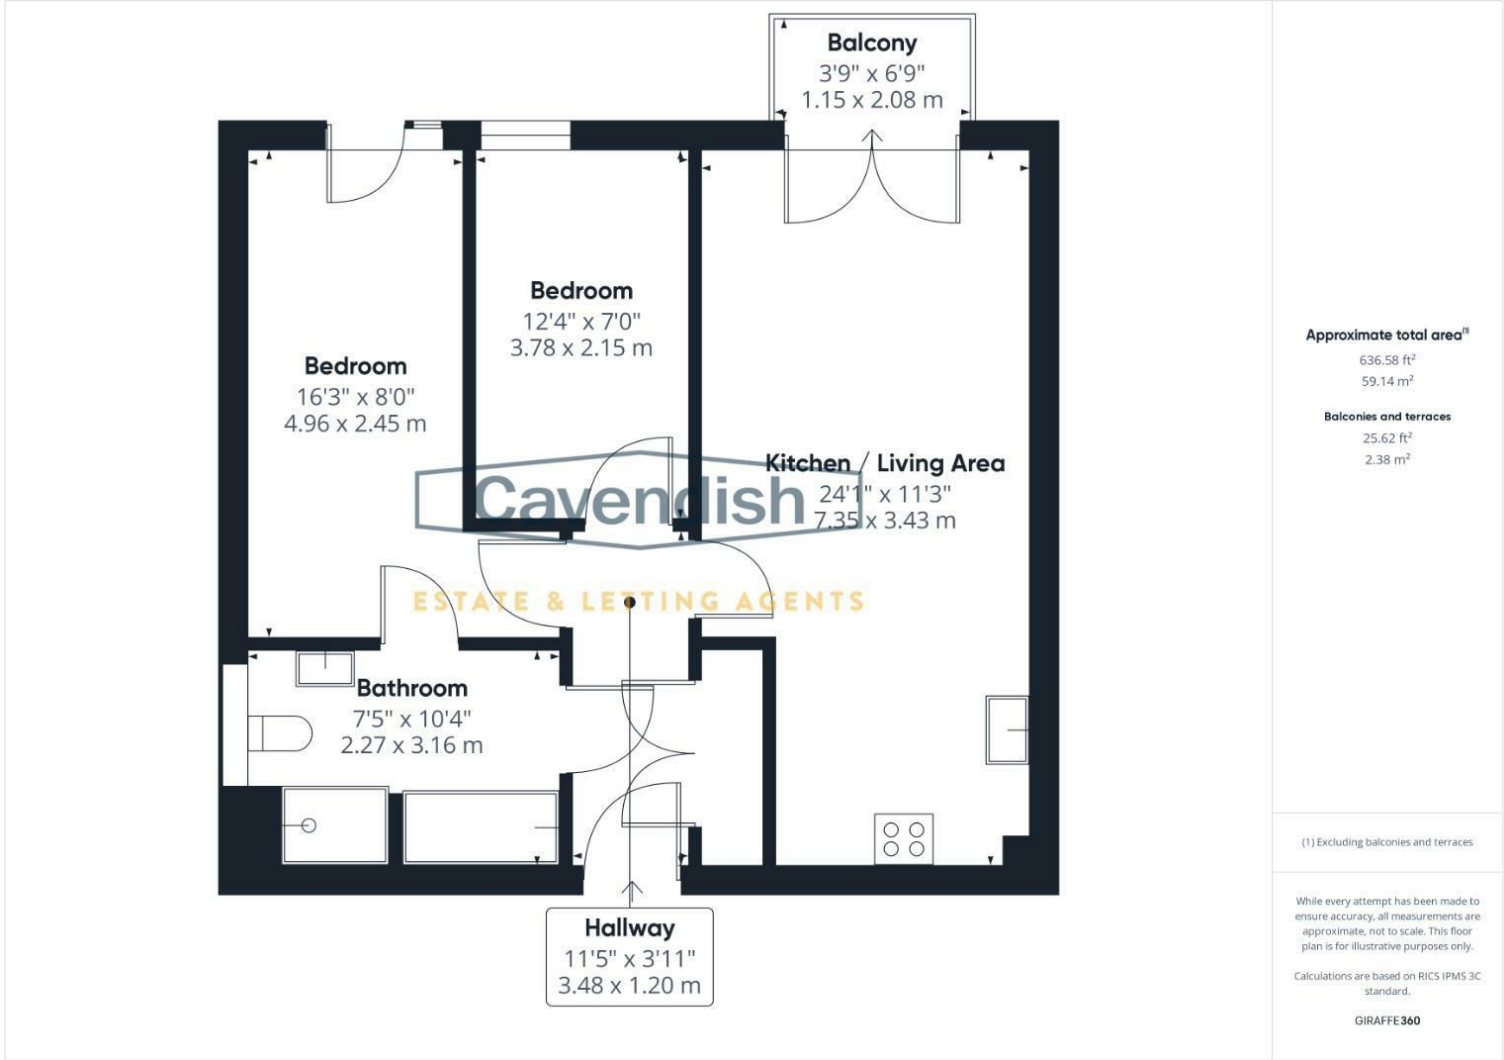 Balcony
3'9" x 6'9"
1.15 x 2.08 m
Bedroom
12'4" x 7'0"
3.78 x 2.15 m
Bedroom
16'3" x 8'0"
4.96 x 2.45 m
Kitchen / Living Area
24'1" x 11'3"
7.35 x 3.43 m
Cavendish
ESTATE & LETTING AGENTS
Bathroom
7'5" x 10'4"
2.27 x 3.16 m
Hallway
11'5" x 3'11"
3.48 x 1.20 m
Approximate total area(1)
636.58 ft²
59.14 m²
Balconies and terraces
25.62 ft²
2.38 m²
(1) Excluding balconies and terraces
While every attempt has been made to
ensure accuracy, all measurements are
approximate, not to scale. This floor
plan is for illustrative purposes only.
Calculations are based on RICS IPMS 3C
standard.
GIRAFFE360